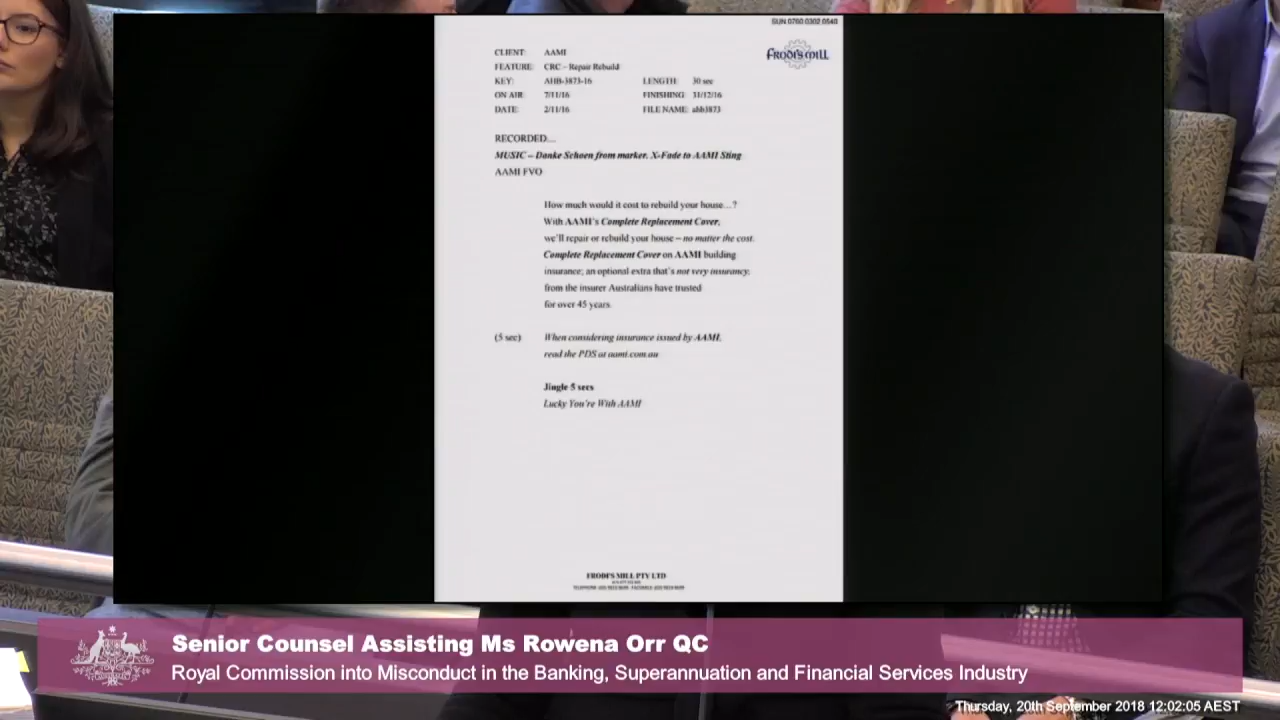 SUN.0760.0302.0540
Frodi's Mill
CLIENT: AAMI
FEATURE: CRC – Repair Rebuild
KEY: AHB-3873-16 LENGTH: 30 sec
ON AIR: 7/11/16 FINISHING: 31/12/16
DATE: 2/11/16 FILE NAME: ahb3873
RECORDED...
MUSIC – Danke Schoen from marker. X-Fade to AAMI Sting
AAMI FVO
How much would it cost to rebuild your house...?
With AAMI's Complete Replacement Cover,
we'll repair or rebuild your house – no matter the cost.
Complete Replacement Cover on AAMI building
insurance; an optional extra that's not very insurancy,
from the insurer Australians have trusted
for over 45 years.
(5 sec) When considering insurance issued by AAMI,
read the PDS at aami.com.au
Jingle 5 secs
Lucky You're With AAMI
FRODI'S MILL PTY LTD
Senior Counsel Assisting Ms Rowena Orr QC
Royal Commission into Misconduct in the Banking, Superannuation and Financial Services Industry
Thursday, 20th September 2018 12:02:05 AEST